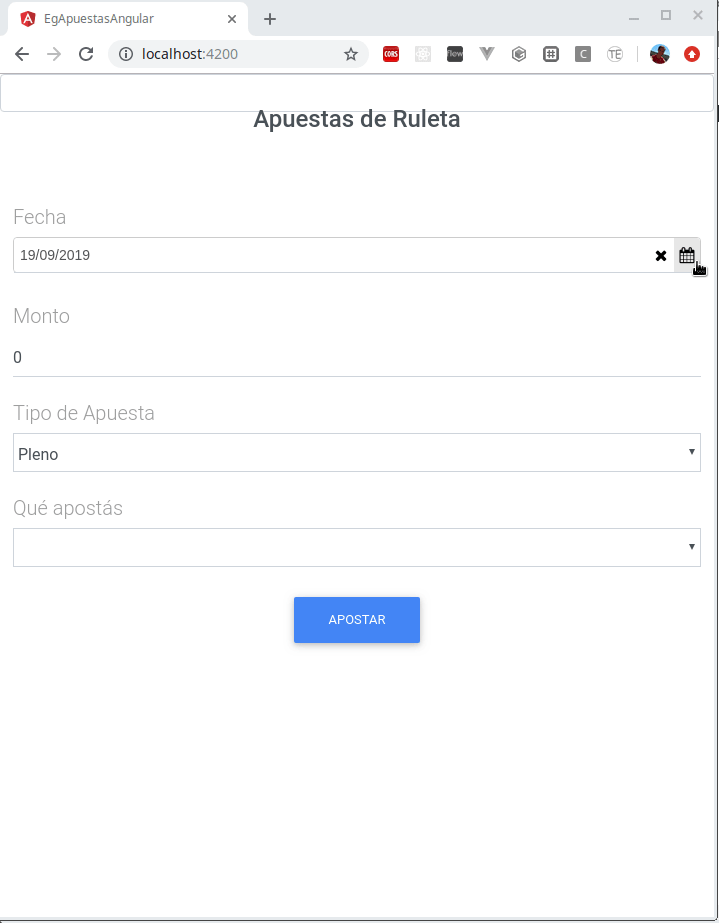 EgApuestasAngular
localhost:4200
CORS
flow
C
TE
Apuestas de Ruleta
Fecha
19/09/2019
Monto
0
Tipo de Apuesta
Pleno
Qué apostás
APOSTAR